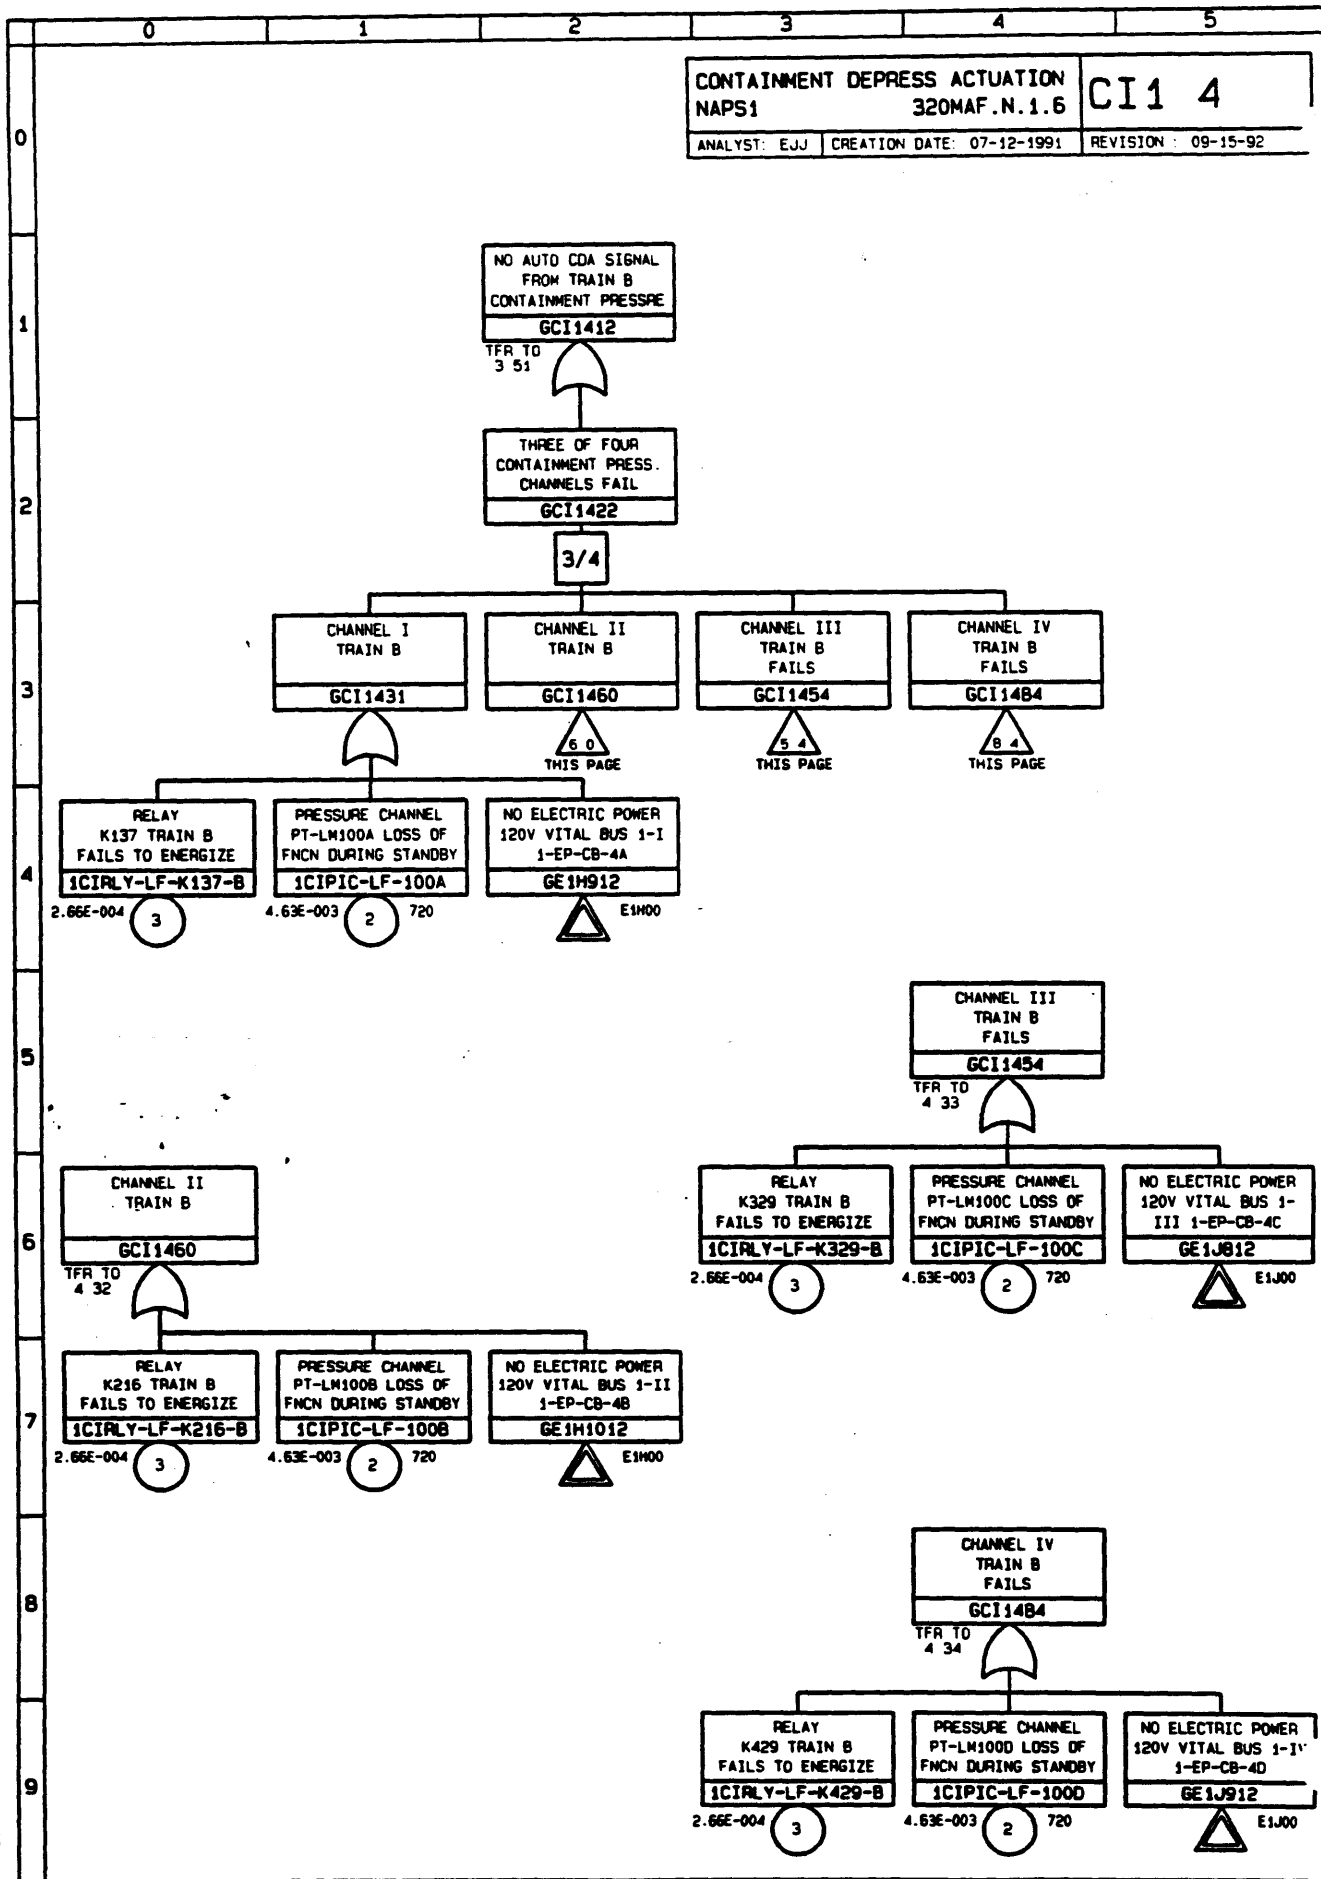 0 1 2 3 4 5
CONTAINMENT DEPRESS ACTUATION
NAPS1 320MAF.N.1.6
CI1 4
ANALYST: EJJ CREATION DATE: 07-12-1991 REVISION : 09-15-92
0
NO AUTO CDA SIGNAL
FROM TRAIN B
CONTAINMENT PRESSRE
GCI1412
1
TFR TO
3 51
THREE OF FOUR
CONTAINMENT PRESS.
CHANNELS FAIL
GCI1422
2
3/4
CHANNEL I
TRAIN B
GCI1431
CHANNEL II
TRAIN B
GCI1460
CHANNEL III
TRAIN B
FAILS
GCI1454
CHANNEL IV
TRAIN B
FAILS
GCI14B4
3
6 0
THIS PAGE
5 4
THIS PAGE
8 4
THIS PAGE
RELAY
K137 TRAIN B
FAILS TO ENERGIZE
1CIRLY-LF-K137-B
2.66E-004 3
PRESSURE CHANNEL
PT-LM100A LOSS OF
FNCN DURING STANDBY
1CIPIC-LF-100A
4.63E-003 2 720
NO ELECTRIC POWER
120V VITAL BUS 1-I
1-EP-CB-4A
GE1H912
E1H00
4
CHANNEL III
TRAIN B
FAILS
GCI1454
TFR TO
4 33
5
CHANNEL II
TRAIN B
GCI1460
TFR TO
4 32
RELAY
K329 TRAIN B
FAILS TO ENERGIZE
1CIRLY-LF-K329-B
2.66E-004 3
PRESSURE CHANNEL
PT-LM100C LOSS OF
FNCN DURING STANDBY
1CIPIC-LF-100C
4.63E-003 2 720
NO ELECTRIC POWER
120V VITAL BUS 1-
III 1-EP-CB-4C
GE1J812
E1J00
6
RELAY
K216 TRAIN B
FAILS TO ENERGIZE
1CIRLY-LF-K216-B
2.66E-004 3
PRESSURE CHANNEL
PT-LM100B LOSS OF
FNCN DURING STANDBY
1CIPIC-LF-100B
4.63E-003 2 720
NO ELECTRIC POWER
120V VITAL BUS 1-II
1-EP-CB-4B
GE1H1012
E1H00
7
CHANNEL IV
TRAIN B
FAILS
GCI14B4
TFR TO
4 34
8
RELAY
K429 TRAIN B
FAILS TO ENERGIZE
1CIRLY-LF-K429-B
2.66E-004 3
PRESSURE CHANNEL
PT-LM100D LOSS OF
FNCN DURING STANDBY
1CIPIC-LF-100D
4.63E-003 2 720
NO ELECTRIC POWER
120V VITAL BUS 1-IV
1-EP-CB-4D
GE1J912
E1J00
9